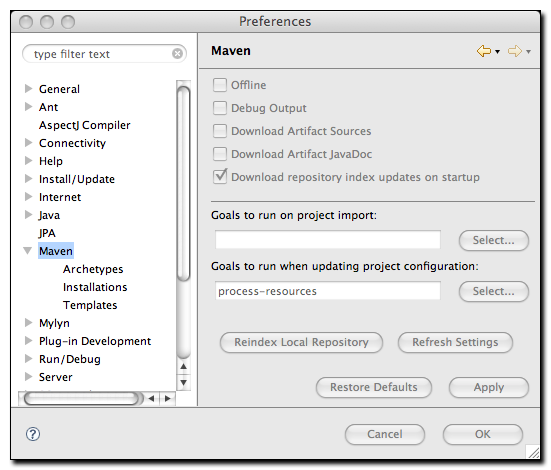 Preferences
type filter text
General
Ant
AspectJ Compiler
Connectivity
Help
Install/Update
Internet
Java
JPA
Maven
Archetypes
Installations
Templates
Mylyn
Plug-in Development
Run/Debug
Server
Maven
Offline
Debug Output
Download Artifact Sources
Download Artifact JavaDoc
Download repository index updates on startup
Goals to run on project import:
Select...
Goals to run when updating project configuration:
process-resources
Select...
Reindex Local Repository
Refresh Settings
Restore Defaults
Apply
?
Cancel
OK